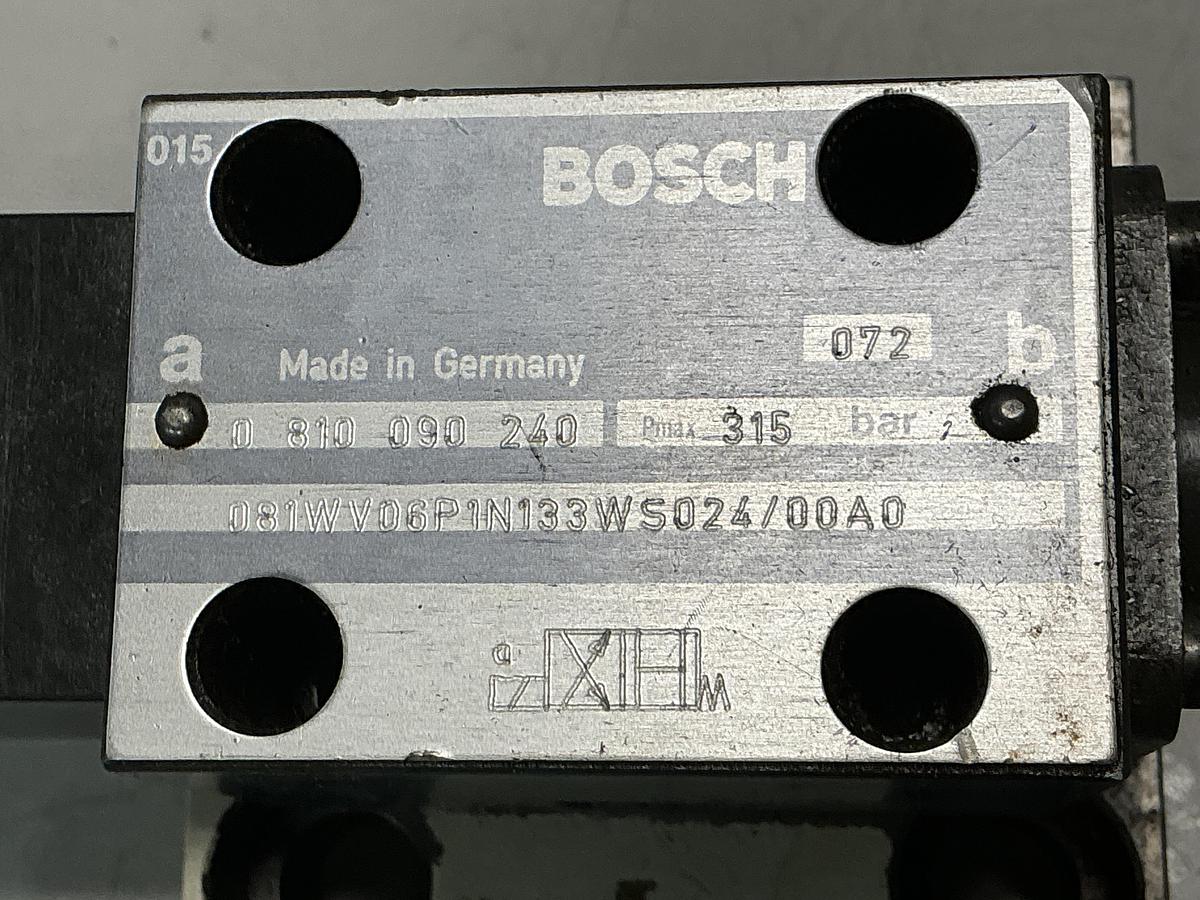 015
BOSCH
072
a
b
Made in Germany
0 810 090 240
Pmax 315 bar
081WV06P1N133WS024/00A0
a